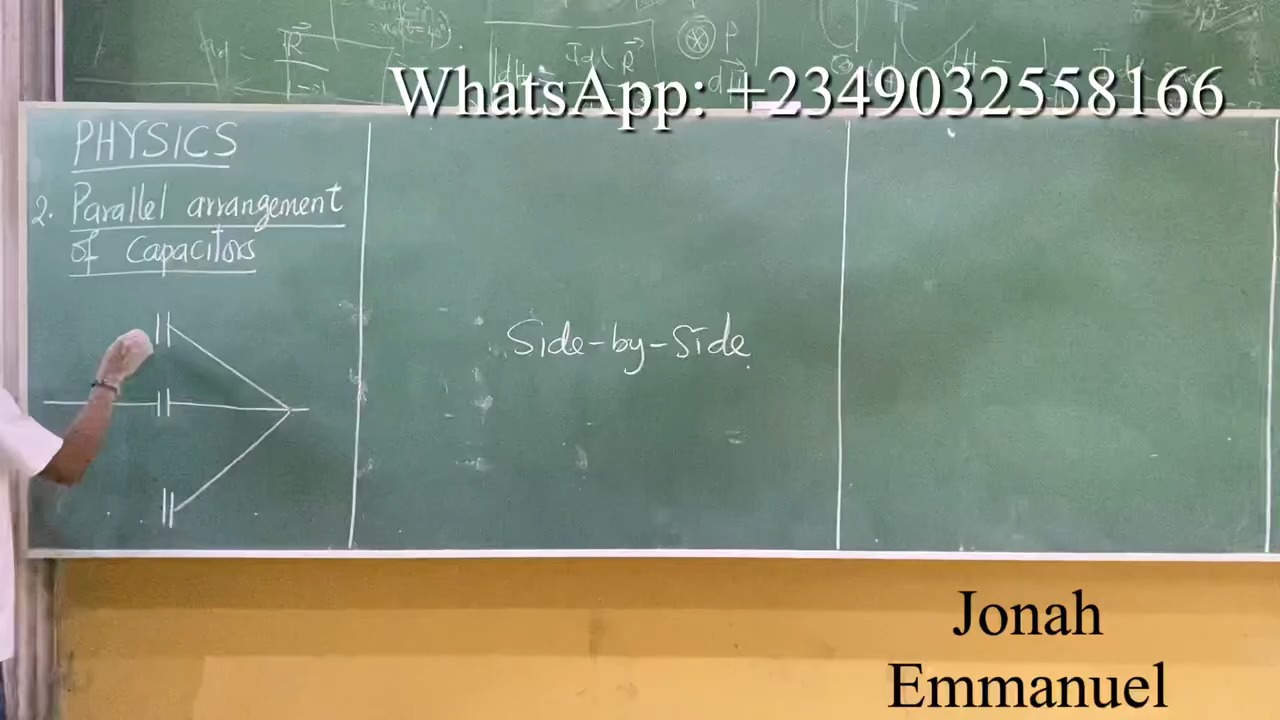 WhatsApp: +2349032558166
PHYSICS
2. Parallel arrangement
of Capacitors
Side-by-Side
Jonah
Emmanuel